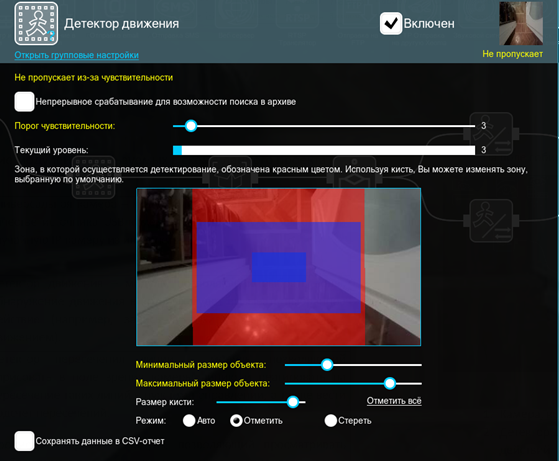 Детектор движения
Включен
Открыть групповые настройки
Не пропускает
Не пропускает из-за чувствительности
Непрерывное срабатывание для возможности поиска в архиве
Порог чувствительности: 3
Текущий уровень: 3
Зона, в которой осуществляется детектирование, обозначена красным цветом. Используя кисть, Вы можете изменять зону,
выбранную по умолчанию.
Минимальный размер объекта:
Максимальный размер объекта:
Размер кисти: Отметить всё
Режим: Авто Отметить Стереть
Сохранять данные в CSV-отчет